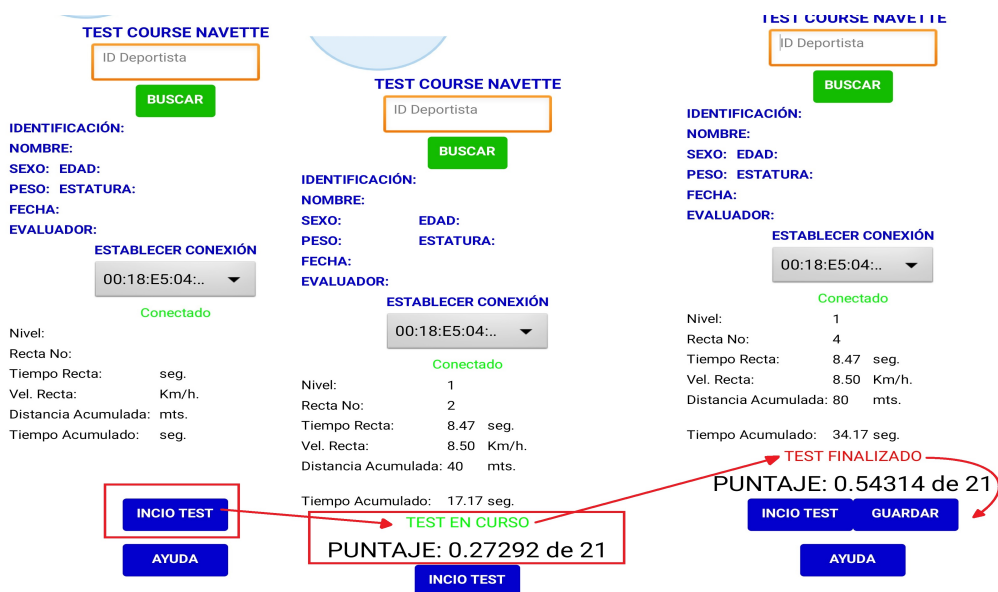 TEST COURSE NAVETTE
ID Deportista
BUSCAR
IDENTIFICACIÓN:
NOMBRE:
SEXO: EDAD:
PESO: ESTATURA:
FECHA:
EVALUADOR:
ESTABLECER CONEXIÓN
00:18:E5:04:..
Conectado
Nivel:
Recta No:
Tiempo Recta: seg.
Vel. Recta: Km/h.
Distancia Acumulada: mts.
Tiempo Acumulado: seg.
INCIO TEST
AYUDA
TEST COURSE NAVETTE
ID Deportista
BUSCAR
IDENTIFICACIÓN:
NOMBRE:
SEXO: EDAD:
PESO: ESTATURA:
FECHA:
EVALUADOR:
ESTABLECER CONEXIÓN
00:18:E5:04:..
Conectado
Nivel: 1
Recta No: 2
Tiempo Recta: 8.47 seg.
Vel. Recta: 8.50 Km/h.
Distancia Acumulada: 40 mts.
Tiempo Acumulado: 17.17 seg.
TEST EN CURSO
PUNTAJE: 0.27292 de 21
INCIO TEST
TEST COURSE NAVETTE
ID Deportista
BUSCAR
IDENTIFICACIÓN:
NOMBRE:
SEXO: EDAD:
PESO: ESTATURA:
FECHA:
EVALUADOR:
ESTABLECER CONEXIÓN
00:18:E5:04:..
Conectado
Nivel: 1
Recta No: 4
Tiempo Recta: 8.47 seg.
Vel. Recta: 8.50 Km/h.
Distancia Acumulada: 80 mts.
Tiempo Acumulado: 34.17 seg.
TEST FINALIZADO
PUNTAJE: 0.54314 de 21
INCIO TEST GUARDAR
AYUDA